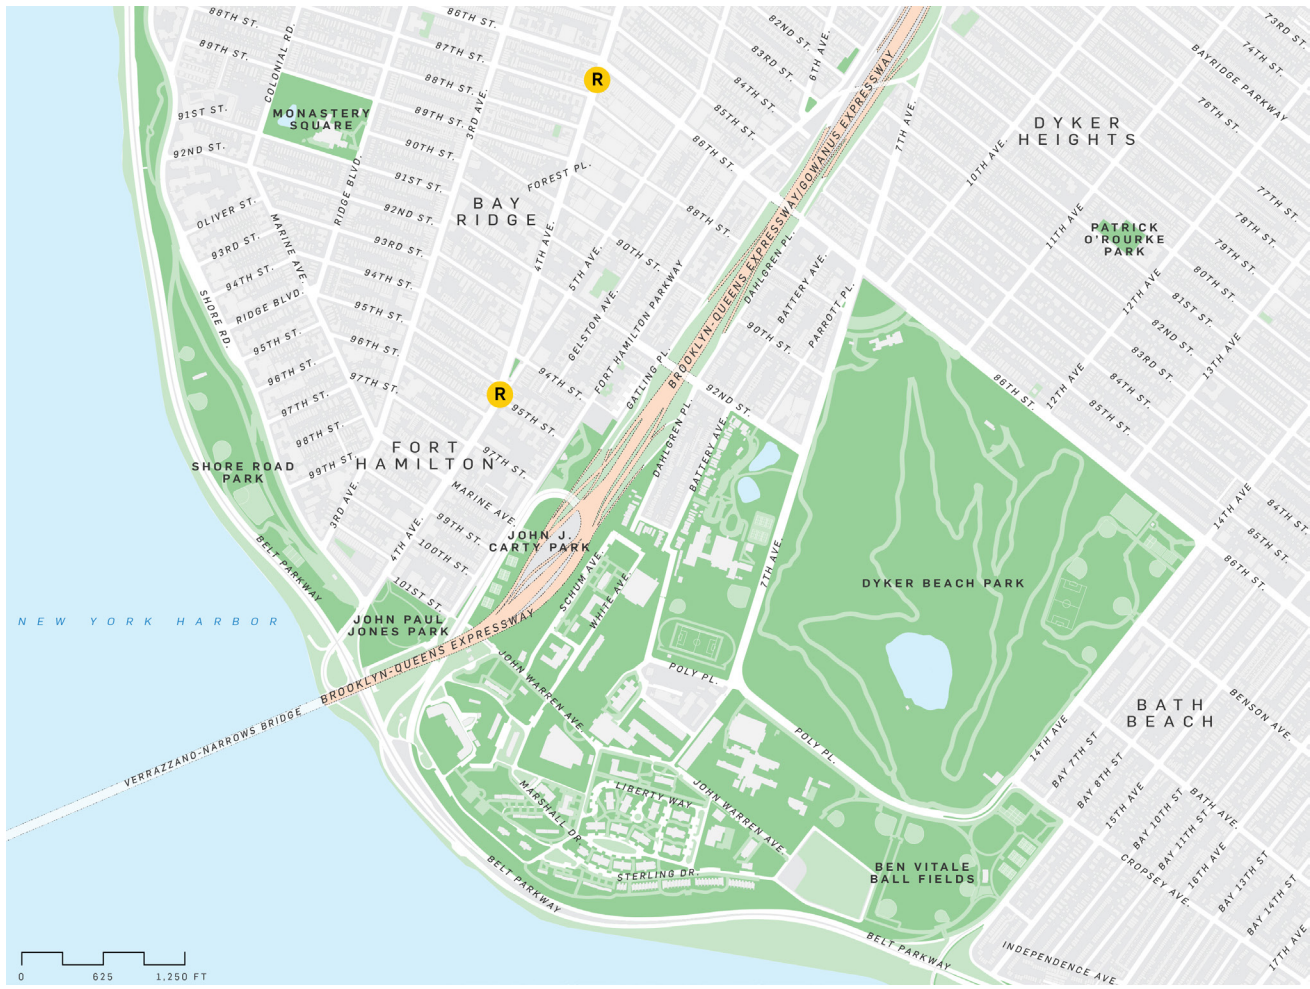 88TH ST.
86TH ST.
82ND ST.
6TH AVE.
73RD ST.
89TH ST.
COLONIAL RD.
87TH ST.
83RD ST.
74TH ST.
BAYRIDGE PARKWAY
88TH ST.
R
84TH ST.
76TH ST.
91ST ST.
MONASTERY
SQUARE
89TH ST.
3RD AVE.
85TH ST.
7TH AVE.
DYKER
HEIGHTS
92ND ST.
90TH ST.
86TH ST.
10TH AVE.
RIDGE BLVD.
91ST ST.
FOREST PL.
BROOKLYN-QUEENS EXPRESSWAY/GOWANUS EXPRESSWAY
77TH ST.
OLIVER ST.
92ND ST.
BAY
RIDGE
88TH ST.
11TH AVE
PATRICK
O'ROURKE
PARK
78TH ST.
93RD ST.
MARINE AVE.
93RD ST.
4TH AVE.
90TH ST.
DAHLGREN PL.
79TH ST.
94TH ST.
94TH ST.
5TH AVE.
BATTERY AVE.
12TH AVE
80TH ST.
SHORE RD.
RIDGE BLVD.
95TH ST.
GELSTON AVE.
FORT HAMILTON PARKWAY
PARROTT PL.
81ST ST.
95TH ST.
96TH ST.
90TH ST.
82ND ST.
13TH AVE
96TH ST.
97TH ST.
94TH ST.
GATLING PL.
92ND ST.
86TH ST.
12TH AVE
83RD ST.
84TH ST.
97TH ST.
R
95TH ST.
85TH ST.
98TH ST.
FORT
HAMILTON
97TH ST.
DAHLGREN PL.
BATTERY AVE.
SHORE ROAD
PARK
99TH ST.
3RD AVE.
MARINE AVE.
14TH AVE
84TH ST.
4TH AVE.
99TH ST.
JOHN J.
CARTY PARK
85TH ST.
BELT PARKWAY
100TH ST.
SCHUM AVE.
7TH AVE.
DYKER BEACH PARK
86TH ST.
101ST ST.
WHITE AVE.
NEW YORK HARBOR
JOHN PAUL
JONES PARK
BROOKLYN-QUEENS EXPRESSWAY
JOHN WARREN AVE.
POLY PL.
BATH
BEACH
BENSON AVE.
VERRAZZANO-NARROWS BRIDGE
POLY PL.
14TH AVE
BAY 7TH ST
BAY 8TH ST
MARSHALL DR.
LIBERTY WAY
JOHN WARREN AVE.
15TH AVE
BAY 10TH ST
BATH AVE.
BAY 11TH ST
16TH AVE
BELT PARKWAY
STERLING DR.
BEN VITALE
BALL FIELDS
CROPSEY AVE.
BAY 13TH ST
BAY 14TH ST
BELT PARKWAY
INDEPENDENCE AVE.
17TH AVE
0 625 1,250 FT